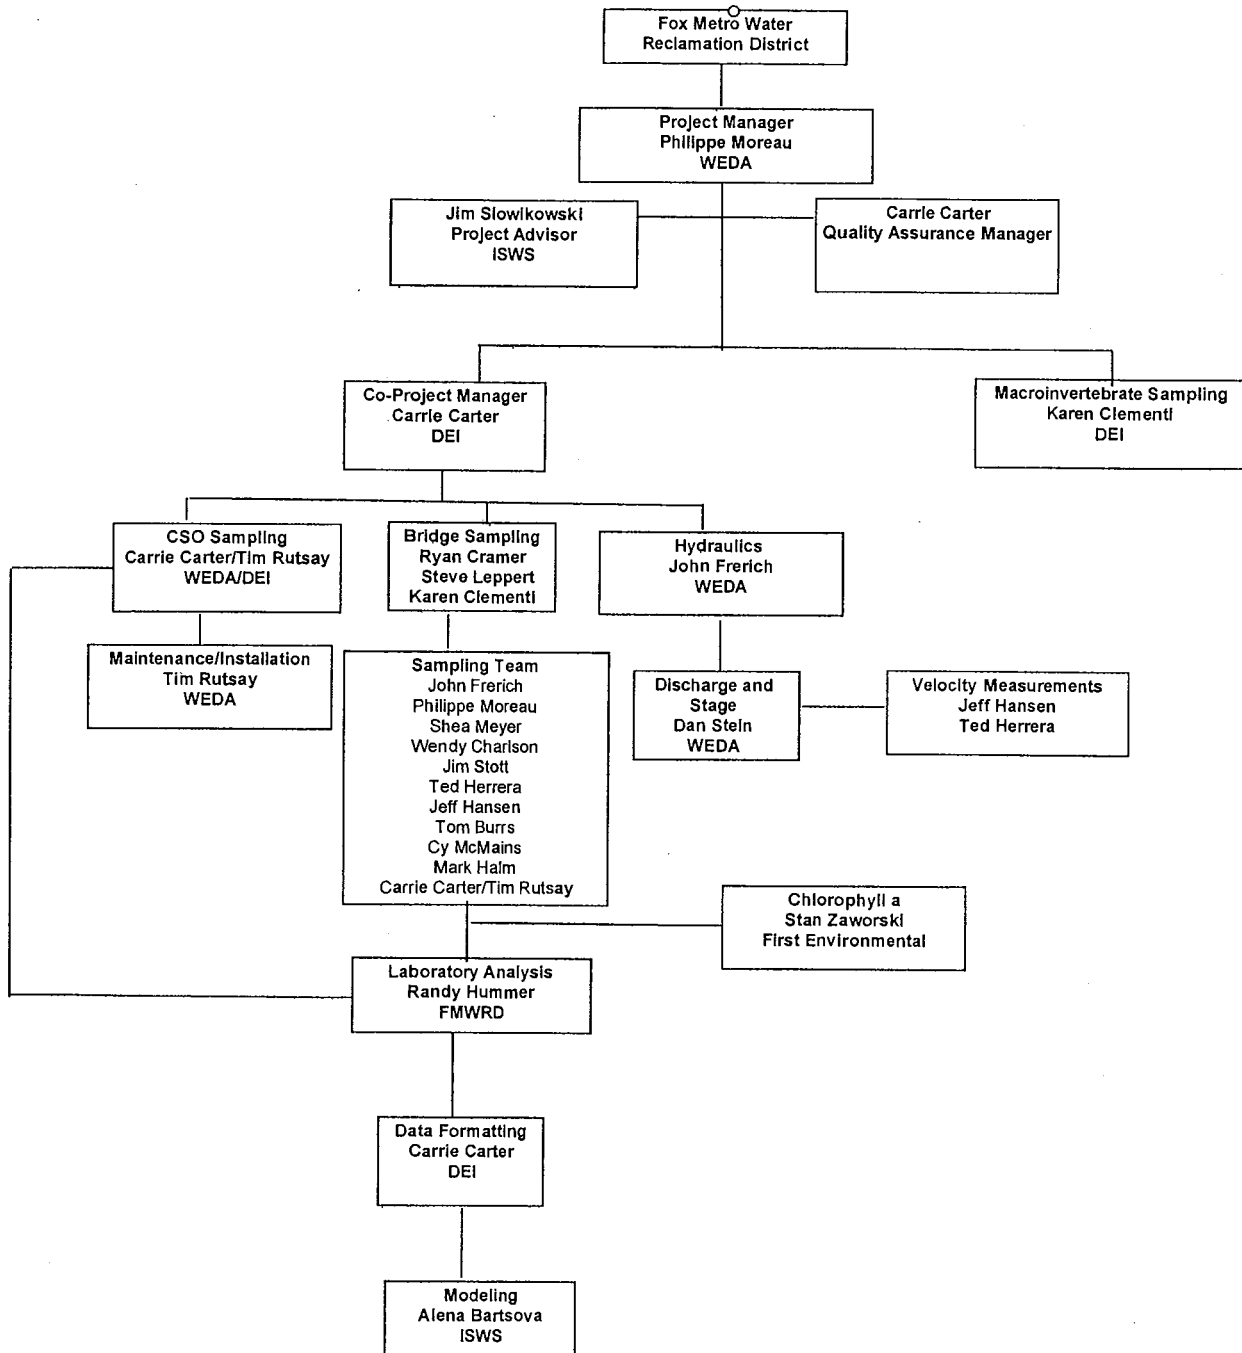 Fox Metro Water
Reclamation District
Project Manager
Philippe Moreau
WEDA
Jim Slowikowski
Project Advisor
ISWS
Carrie Carter
Quality Assurance Manager
Co-Project Manager
Carrie Carter
DEI
Macroinvertebrate Sampling
Karen Clementi
DEI
CSO Sampling
Carrie Carter/Tim Rutsay
WEDA/DEI
Bridge Sampling
Ryan Cramer
Steve Leppert
Karen Clementi
Hydraulics
John Frerich
WEDA
Maintenance/Installation
Tim Rutsay
WEDA
Sampling Team
John Frerich
Philippe Moreau
Shea Meyer
Wendy Charlson
Jim Stott
Ted Herrera
Jeff Hansen
Tom Burrs
Cy McMains
Mark Halm
Carrie Carter/Tim Rutsay
Discharge and
Stage
Dan Stein
WEDA
Velocity Measurements
Jeff Hansen
Ted Herrera
Chlorophyll a
Stan Zaworski
First Environmental
Laboratory Analysis
Randy Hummer
FMWRD
Data Formatting
Carrie Carter
DEI
Modeling
Alena Bartsova
ISWS